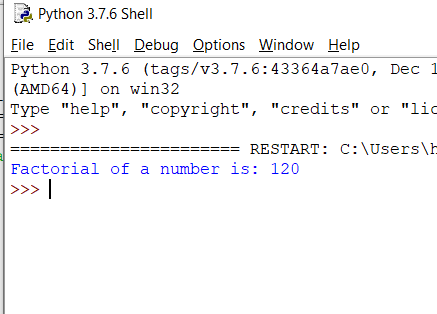 Python 3.7.6 Shell
File Edit Shell Debug Options Window Help
Python 3.7.6 (tags/v3.7.6:43364a7ae0, Dec 1
(AMD64)] on win32
Type "help", "copyright", "credits" or "lic
>>>
======================= RESTART: C:\Users\h
Factorial of a number is: 120
>>>